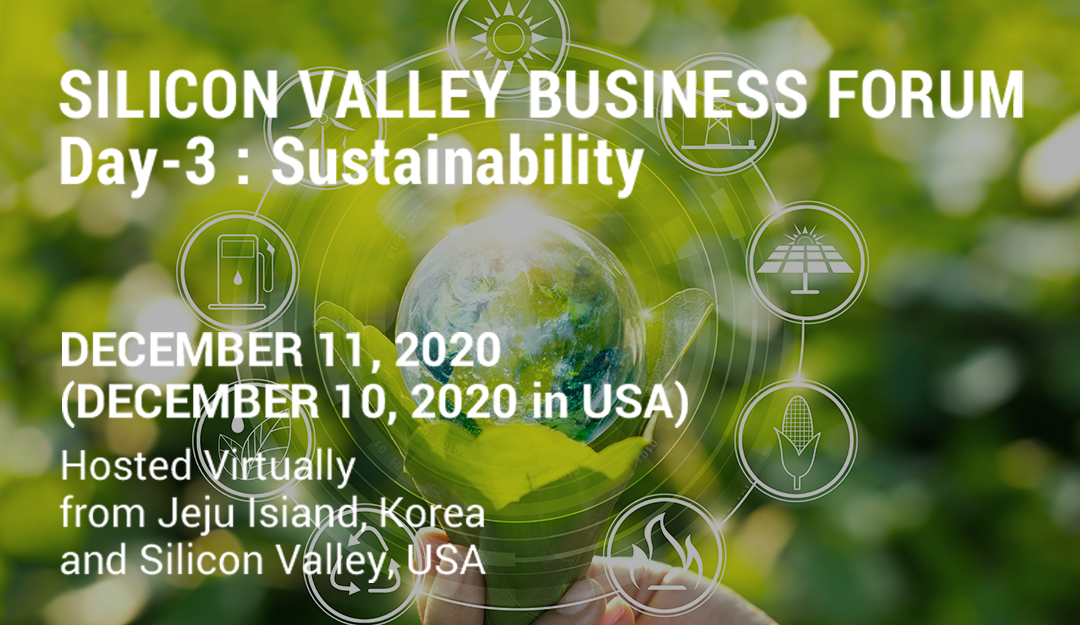 SILICON VALLEY BUSINESS FORUM
Day-3 : Sustainability
DECEMBER 11, 2020
(DECEMBER 10, 2020 in USA)
Hosted Virtually
from Jeju Isiand, Korea
and Silicon Valley, USA